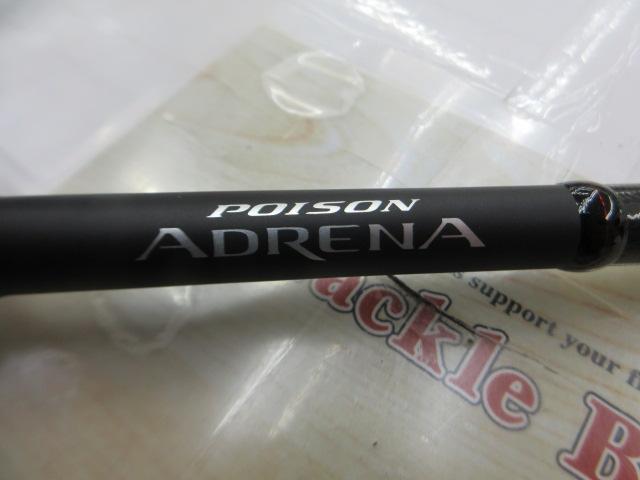 POISON
ADRENA
s support your fi
ackle B